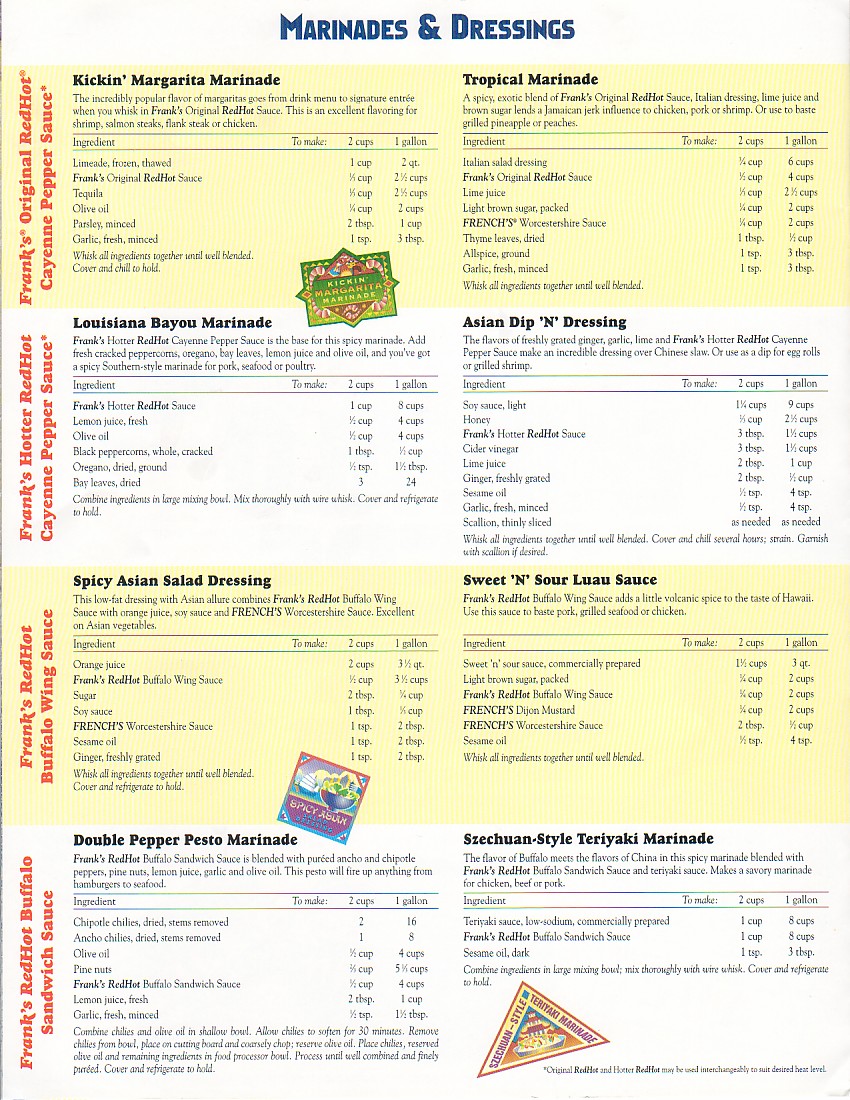 MARINADES & DRESSINGS
Frank's® Original RedHot®
Cayenne Pepper Sauce*
Kickin' Margarita Marinade
The incredibly popular flavor of margaritas goes from drink menu to signature entrée
when you whisk in Frank's Original RedHot Sauce. This is an excellent flavoring for
shrimp, salmon steaks, flank steak or chicken.
Ingredient To make: 2 cups 1 gallon
Limeade, frozen, thawed 1 cup 2 qt.
Frank's Original RedHot Sauce ⅓ cup 2⅔ cups
Tequila ⅓ cup 2⅔ cups
Olive oil ¼ cup 2 cups
Parsley, minced 2 tbsp. 1 cup
Garlic, fresh, minced 1 tsp. 3 tbsp.
Whisk all ingredients together until well blended.
Cover and chill to hold.
KICKIN'
MARGARITA
MARINADE
Tropical Marinade
A spicy, exotic blend of Frank's Original RedHot Sauce, Italian dressing, lime juice and
brown sugar lends a Jamaican jerk influence to chicken, pork or shrimp. Or use to baste
grilled pineapple or peaches.
Ingredient To make: 2 cups 1 gallon
Italian salad dressing ¾ cup 6 cups
Frank's Original RedHot Sauce ½ cup 4 cups
Lime juice ⅓ cup 2⅔ cups
Light brown sugar, packed ¼ cup 2 cups
FRENCH'S® Worcestershire Sauce ¼ cup 2 cups
Thyme leaves, dried 1 tbsp. ½ cup
Allspice, ground 1 tsp. 3 tbsp.
Garlic, fresh, minced 1 tsp. 3 tbsp.
Whisk all ingredients together until well blended.
Frank's Hotter RedHot
Cayenne Pepper Sauce*
Louisiana Bayou Marinade
Frank's Hotter RedHot Cayenne Pepper Sauce is the base for this spicy marinade. Add
fresh cracked peppercorns, oregano, bay leaves, lemon juice and olive oil, and you've got
a spicy Southern-style marinade for pork, seafood or poultry.
Ingredient To make: 2 cups 1 gallon
Frank's Hotter RedHot Sauce 1 cup 8 cups
Lemon juice, fresh ½ cup 4 cups
Olive oil ½ cup 4 cups
Black peppercorns, whole, cracked 1 tbsp. ½ cup
Oregano, dried, ground ½ tsp. 1½ tbsp.
Bay leaves, dried 3 24
Combine ingredients in large mixing bowl. Mix thoroughly with wire whisk. Cover and refrigerate
to hold.
Asian Dip 'N' Dressing
The flavors of freshly grated ginger, garlic, lime and Frank's Hotter RedHot Cayenne
Pepper Sauce make an incredible dressing over Chinese slaw. Or use as a dip for egg rolls
or grilled shrimp.
Ingredient To make: 2 cups 1 gallon
Soy sauce, light 1¼ cups 9 cups
Honey ⅓ cup 2⅔ cups
Frank's Hotter RedHot Sauce 3 tbsp. 1½ cups
Cider vinegar 3 tbsp. 1½ cups
Lime juice 2 tbsp. 1 cup
Ginger, freshly grated 2 tbsp. ½ cup
Sesame oil ½ tsp. 4 tsp.
Garlic, fresh, minced ½ tsp. 4 tsp.
Scallion, thinly sliced as needed as needed
Whisk all ingredients together until well blended. Cover and chill several hours; strain. Garnish
with scallion if desired.
Frank's RedHot
Buffalo Wing Sauce
Spicy Asian Salad Dressing
This low-fat dressing with Asian allure combines Frank's RedHot Buffalo Wing
Sauce with orange juice, soy sauce and FRENCH'S Worcestershire Sauce. Excellent
on Asian vegetables.
Ingredient To make: 2 cups 1 gallon
Orange juice 2 cups 3½ qt.
Frank's RedHot Buffalo Wing Sauce ½ cup 3½ cups
Sugar 2 tbsp. ¾ cup
Soy sauce 1 tbsp. ⅓ cup
FRENCH'S Worcestershire Sauce 1 tsp. 2 tbsp.
Sesame oil 1 tsp. 2 tbsp.
Ginger, freshly grated 1 tsp. 2 tbsp.
Whisk all ingredients together until well blended.
Cover and refrigerate to hold.
SPICY ASIAN
Sweet 'N' Sour Luau Sauce
Frank's RedHot Buffalo Wing Sauce adds a little volcanic spice to the taste of Hawaii.
Use this sauce to baste pork, grilled seafood or chicken.
Ingredient To make: 2 cups 1 gallon
Sweet 'n' sour sauce, commercially prepared 1½ cups 3 qt.
Light brown sugar, packed ¼ cup 2 cups
Frank's RedHot Buffalo Wing Sauce ¼ cup 2 cups
FRENCH'S Dijon Mustard ¼ cup 2 cups
FRENCH'S Worcestershire Sauce 2 tbsp. ½ cup
Sesame oil ½ tsp. 4 tsp.
Whisk all ingredients together until well blended.
Frank's RedHot Buffalo
Sandwich Sauce
Double Pepper Pesto Marinade
Frank's RedHot Buffalo Sandwich Sauce is blended with puréed ancho and chipotle
peppers, pine nuts, lemon juice, garlic and olive oil. This pesto will fire up anything from
hamburgers to seafood.
Ingredient To make: 2 cups 1 gallon
Chipotle chilies, dried, stems removed 2 16
Ancho chilies, dried, stems removed 1 8
Olive oil ½ cup 4 cups
Pine nuts ⅔ cup 5⅓ cups
Frank's RedHot Buffalo Sandwich Sauce ½ cup 4 cups
Lemon juice, fresh 2 tbsp. 1 cup
Garlic, fresh, minced ½ tsp. 1½ tbsp.
Combine chilies and olive oil in shallow bowl. Allow chilies to soften for 30 minutes. Remove
chilies from bowl, place on cutting board and coarsely chop; reserve olive oil. Place chilies, reserved
olive oil and remaining ingredients in food processor bowl. Process until well combined and finely
puréed. Cover and refrigerate to hold.
Szechuan-Style Teriyaki Marinade
The flavor of Buffalo meets the flavors of China in this spicy marinade blended with
Frank's RedHot Buffalo Sandwich Sauce and teriyaki sauce. Makes a savory marinade
for chicken, beef or pork.
Ingredient To make: 2 cups 1 gallon
Teriyaki sauce, low-sodium, commercially prepared 1 cup 8 cups
Frank's RedHot Buffalo Sandwich Sauce 1 cup 8 cups
Sesame oil, dark 1 tsp. 3 tbsp.
Combine ingredients in large mixing bowl; mix thoroughly with wire whisk. Cover and refrigerate
to hold.
SZECHUAN-STYLE
TERIYAKI MARINADE
*Original RedHot and Hotter RedHot may be used interchangeably to suit desired heat level.